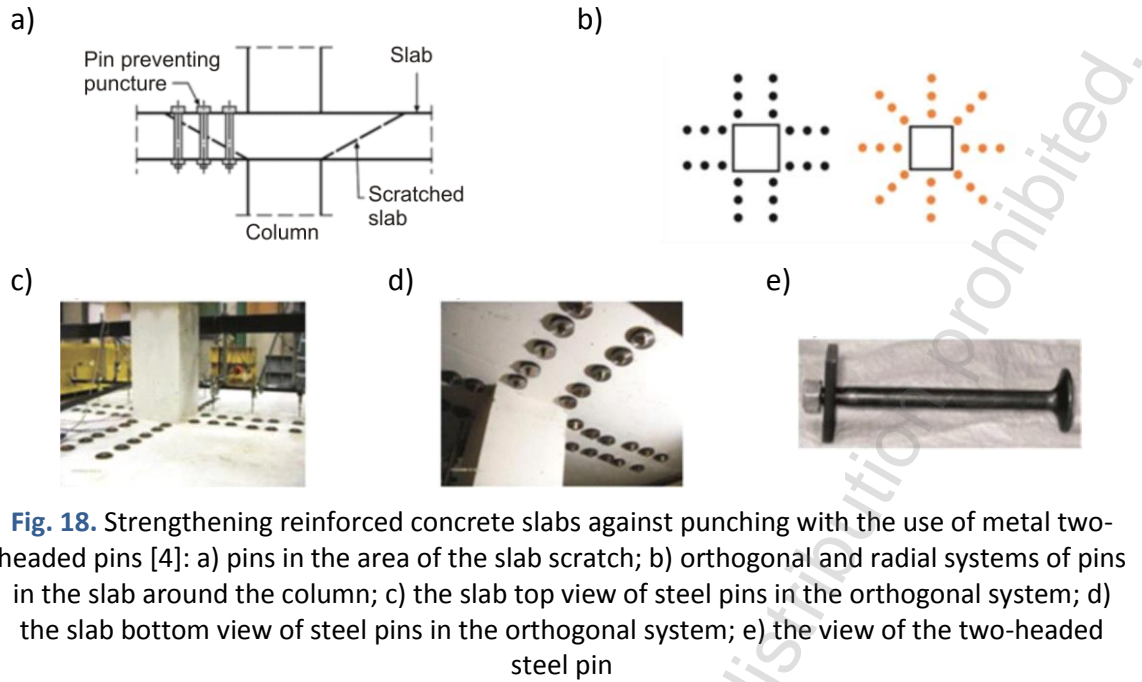 a)
b)
Pin preventing
puncture
Slab
Scratched
slab
Column
c)
d)
e)
Fig. 18. Strengthening reinforced concrete slabs against punching with the use of metal two-
headed pins [4]: a) pins in the area of the slab scratch; b) orthogonal and radial systems of pins
in the slab around the column; c) the slab top view of steel pins in the orthogonal system; d)
the slab bottom view of steel pins in the orthogonal system; e) the view of the two-headed
steel pin
distribution prohibited.